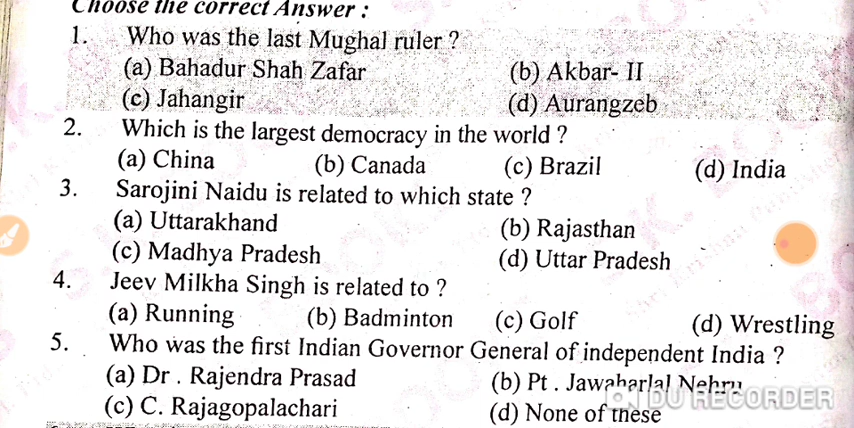 Choose the correct Answer :
1. Who was the last Mughal ruler ?
(a) Bahadur Shah Zafar (b) Akbar- II
(c) Jahangir (d) Aurangzeb
2. Which is the largest democracy in the world ?
(a) China (b) Canada (c) Brazil (d) India
3. Sarojini Naidu is related to which state ?
(a) Uttarakhand (b) Rajasthan
(c) Madhya Pradesh (d) Uttar Pradesh
4. Jeev Milkha Singh is related to ?
(a) Running (b) Badminton (c) Golf (d) Wrestling
5. Who was the first Indian Governor General of independent India ?
(a) Dr . Rajendra Prasad (b) Pt . Jawaharlal Nehru
(c) C. Rajagopalachari (d) None of these
DU RECORDER